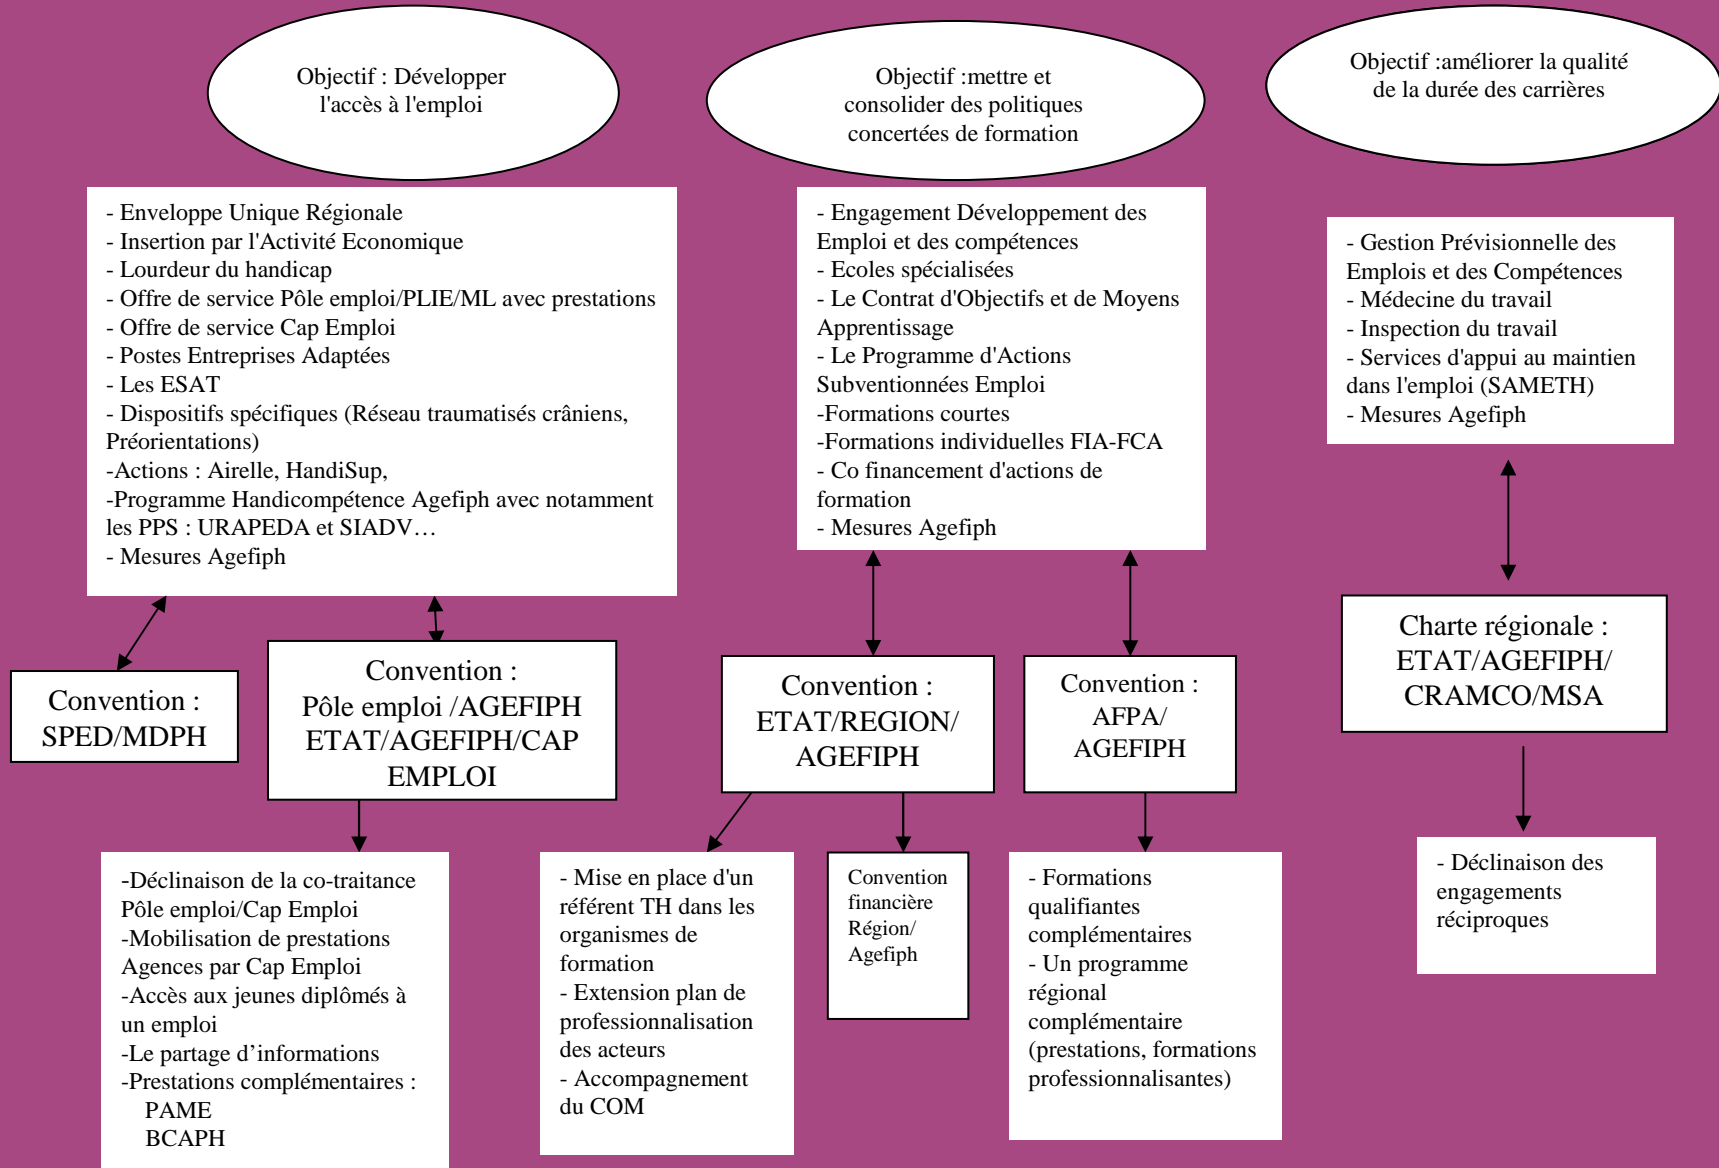 Objectif : Développer
l'accès à l'emploi
Objectif :mettre et
consolider des politiques
concertées de formation
Objectif :améliorer la qualité
de la durée des carrières
- Enveloppe Unique Régionale
- Insertion par l'Activité Economique
- Lourdeur du handicap
- Offre de service Pôle emploi/PLIE/ML avec prestations
- Offre de service Cap Emploi
- Postes Entreprises Adaptées
- Les ESAT
- Dispositifs spécifiques (Réseau traumatisés crâniens,
Préorientations)
-Actions : Airelle, HandiSup,
-Programme Handicompétence Agefiph avec notamment
les PPS : URAPEDA et SIADV…
- Mesures Agefiph
- Engagement Développement des
Emploi et des compétences
- Ecoles spécialisées
- Le Contrat d'Objectifs et de Moyens
Apprentissage
- Le Programme d'Actions
Subventionnées Emploi
-Formations courtes
-Formations individuelles FIA-FCA
- Co financement d'actions de
formation
- Mesures Agefiph
- Gestion Prévisionnelle des
Emplois et des Compétences
- Médecine du travail
- Inspection du travail
- Services d'appui au maintien
dans l'emploi (SAMETH)
- Mesures Agefiph
Convention :
SPED/MDPH
Convention :
Pôle emploi /AGEFIPH
ETAT/AGEFIPH/CAP
EMPLOI
Convention :
ETAT/REGION/
AGEFIPH
Convention :
AFPA/
AGEFIPH
Charte régionale :
ETAT/AGEFIPH/
CRAMCO/MSA
-Déclinaison de la co-traitance
Pôle emploi/Cap Emploi
-Mobilisation de prestations
Agences par Cap Emploi
-Accès aux jeunes diplômés à
un emploi
-Le partage d’informations
-Prestations complémentaires :
PAME
BCAPH
- Mise en place d'un
référent TH dans les
organismes de
formation
- Extension plan de
professionnalisation
des acteurs
- Accompagnement
du COM
Convention
financière
Région/
Agefiph
- Formations
qualifiantes
complémentaires
- Un programme
régional
complémentaire
(prestations, formations
professionnalisantes)
- Déclinaison des
engagements
réciproques